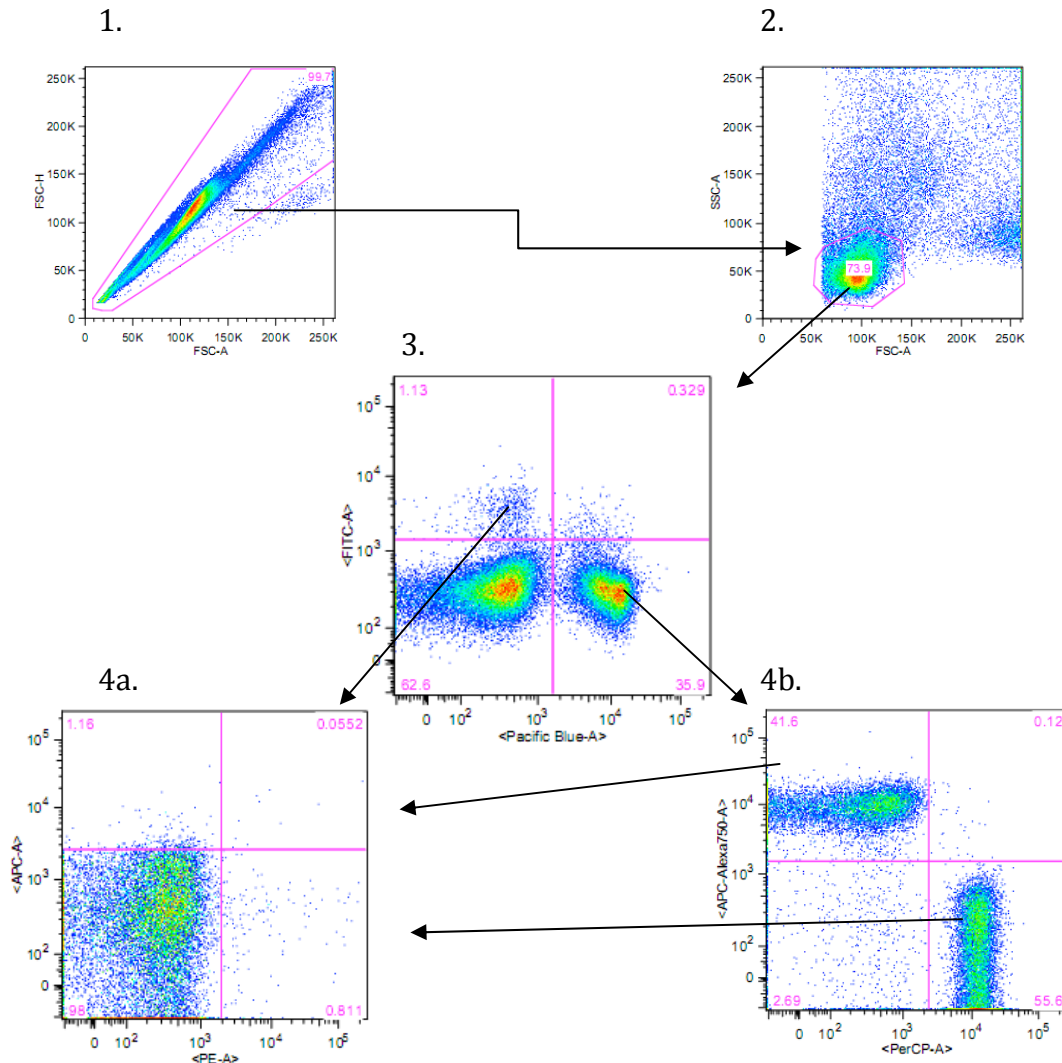 1.
2.
99.7
250K
200K
150K
100K
50K
0
FSC-H
0 50K 100K 150K 200K 250K
FSC-A
250K
200K
150K
100K
50K
0
SSC-A
73.9
0 50K 100K 150K 200K 250K
FSC-A
3.
1.13 0.329
10^5
10^4
10^3
10^2
0
<FITC-A>
62.6 35.9
0 10^2 10^3 10^4 10^5
<Pacific Blue-A>
4a.
4b.
1.16 0.0552
10^5
10^4
10^3
10^2
0
<APC-A>
98 0.811
0 10^2 10^3 10^4 10^5
<PE-A>
41.6 0.12
10^5
10^4
10^3
10^2
0
<APC-Alexa750-A>
2.69 55.6
0 10^2 10^3 10^4 10^5
<PerCP-A>